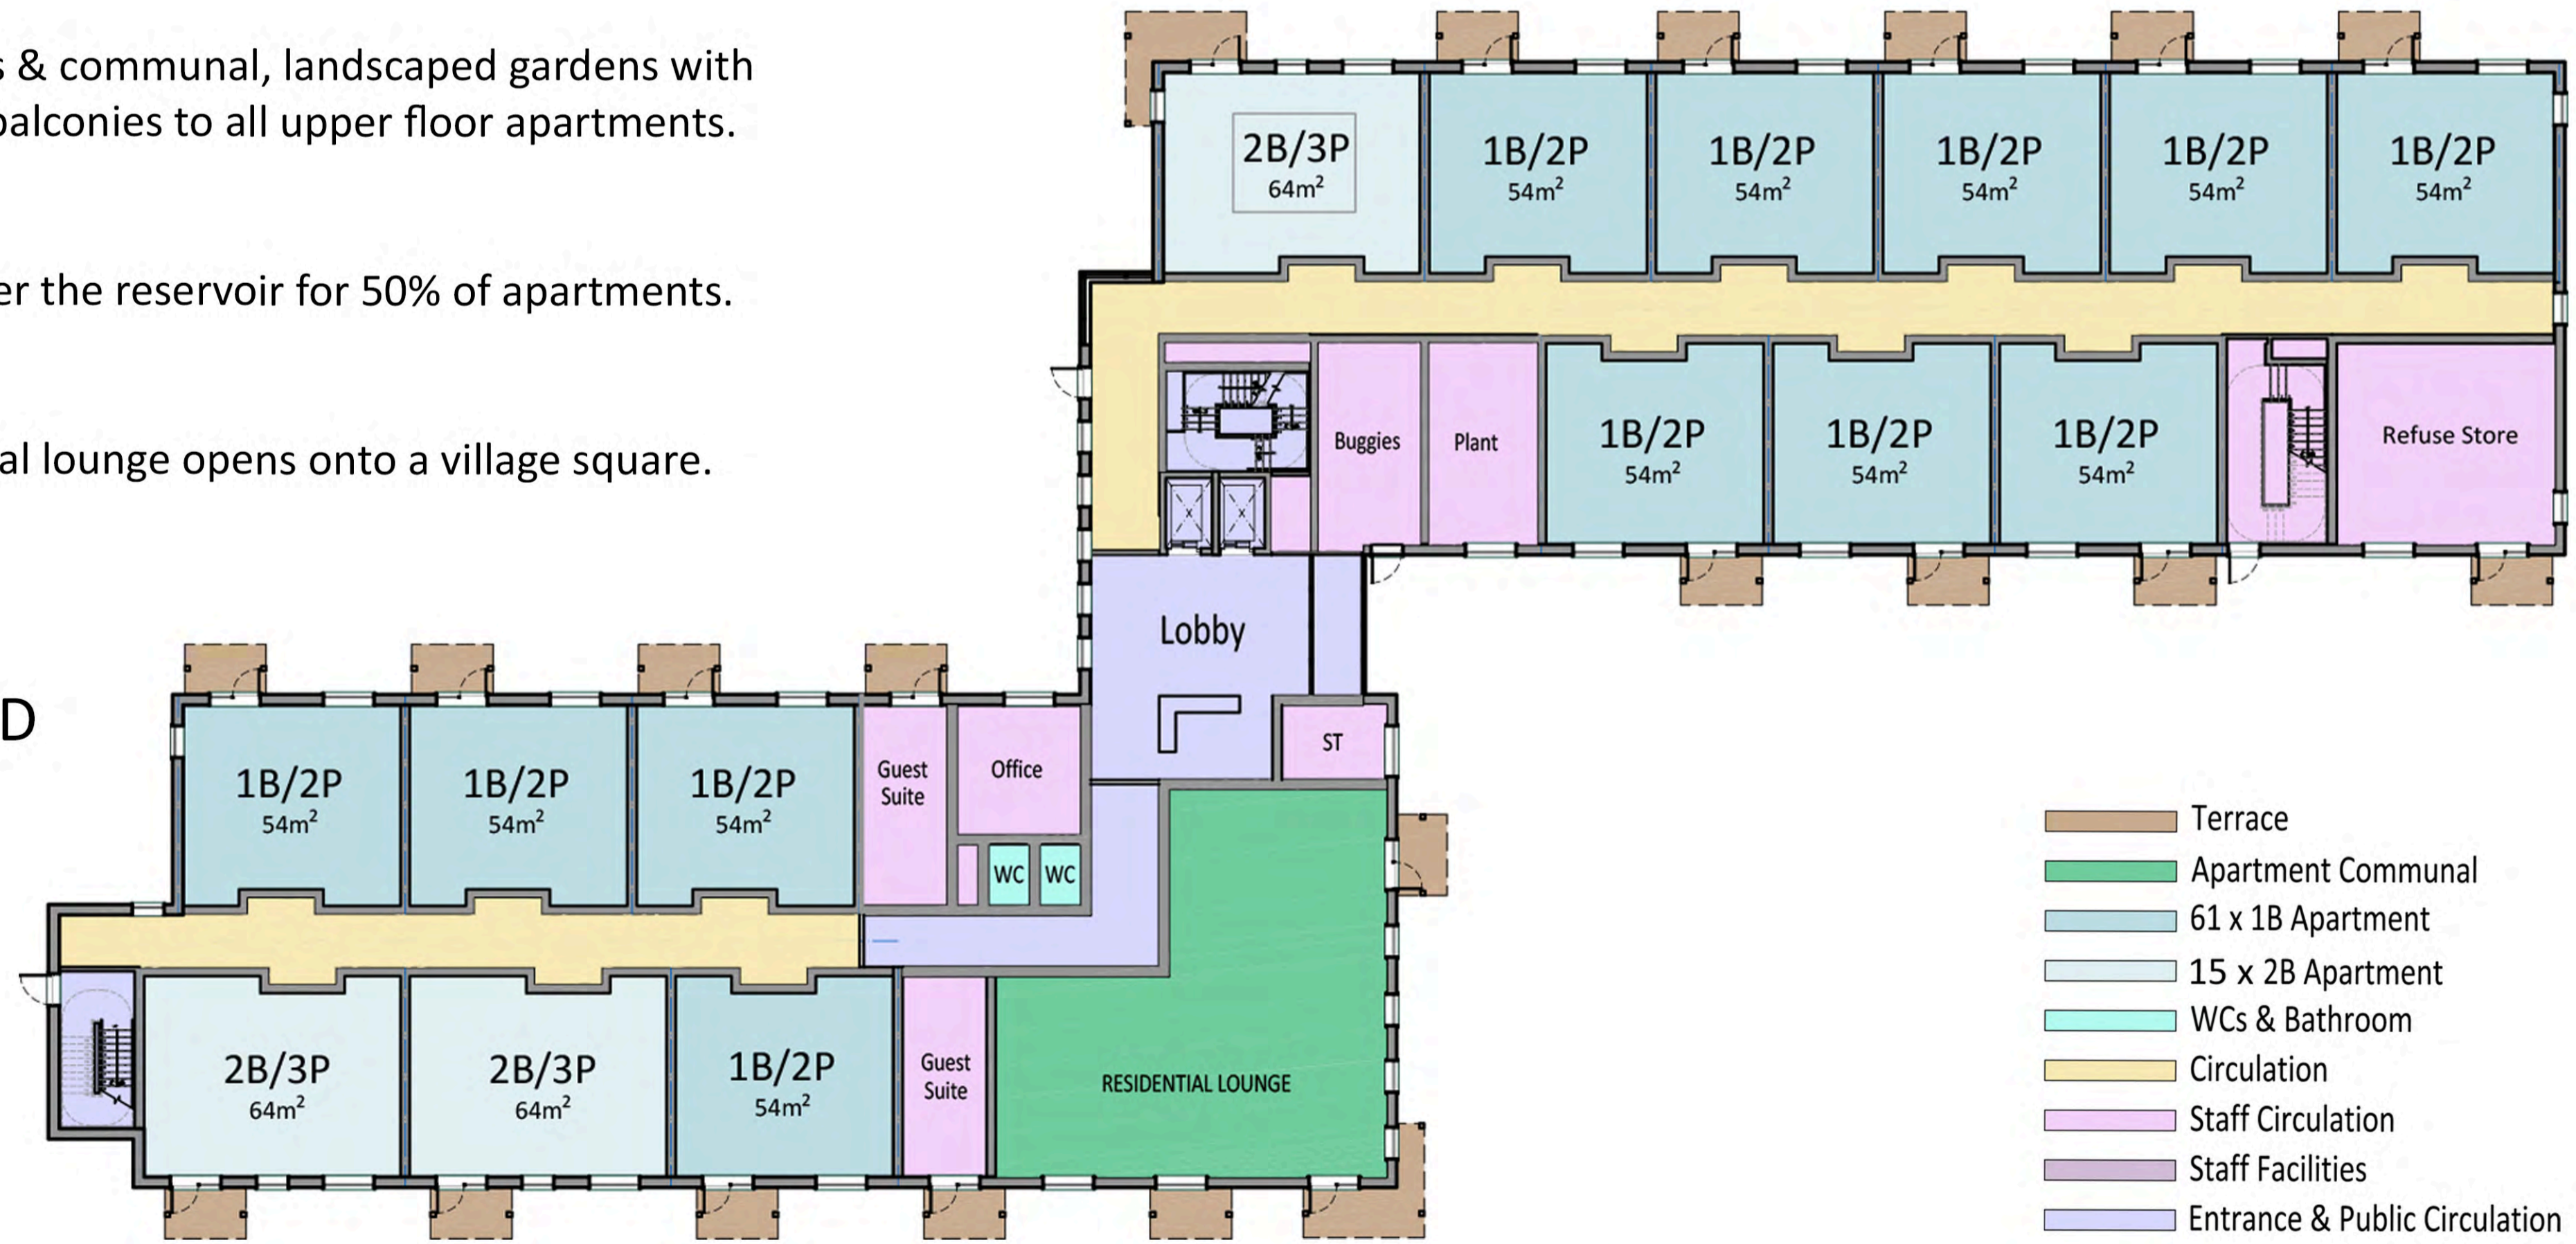 s & communal, landscaped gardens with
balconies to all upper floor apartments.
er the reservoir for 50% of apartments.
al lounge opens onto a village square.
D
2B/3P
64m²
1B/2P
54m²
1B/2P
54m²
1B/2P
54m²
1B/2P
54m²
1B/2P
54m²
Buggies
Plant
1B/2P
54m²
1B/2P
54m²
1B/2P
54m²
Refuse Store
X
X
Lobby
ST
1B/2P
54m²
1B/2P
54m²
1B/2P
54m²
Guest
Suite
Office
WC
WC
2B/3P
64m²
2B/3P
64m²
1B/2P
54m²
Guest
Suite
RESIDENTIAL LOUNGE
Terrace
Apartment Communal
61 x 1B Apartment
15 x 2B Apartment
WCs & Bathroom
Circulation
Staff Circulation
Staff Facilities
Entrance & Public Circulation